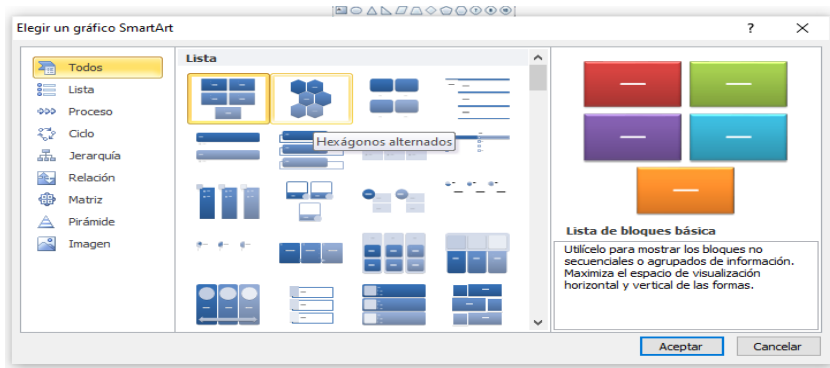 Elegir un gráfico SmartArt
?
Todos
Lista
Proceso
Ciclo
Jerarquía
Relación
Matriz
Pirámide
Imagen
Lista
Hexágonos alternados
Lista de bloques básica
Utilícelo para mostrar los bloques no
secuenciales o agrupados de información.
Maximiza el espacio de visualización
horizontal y vertical de las formas.
Aceptar
Cancelar